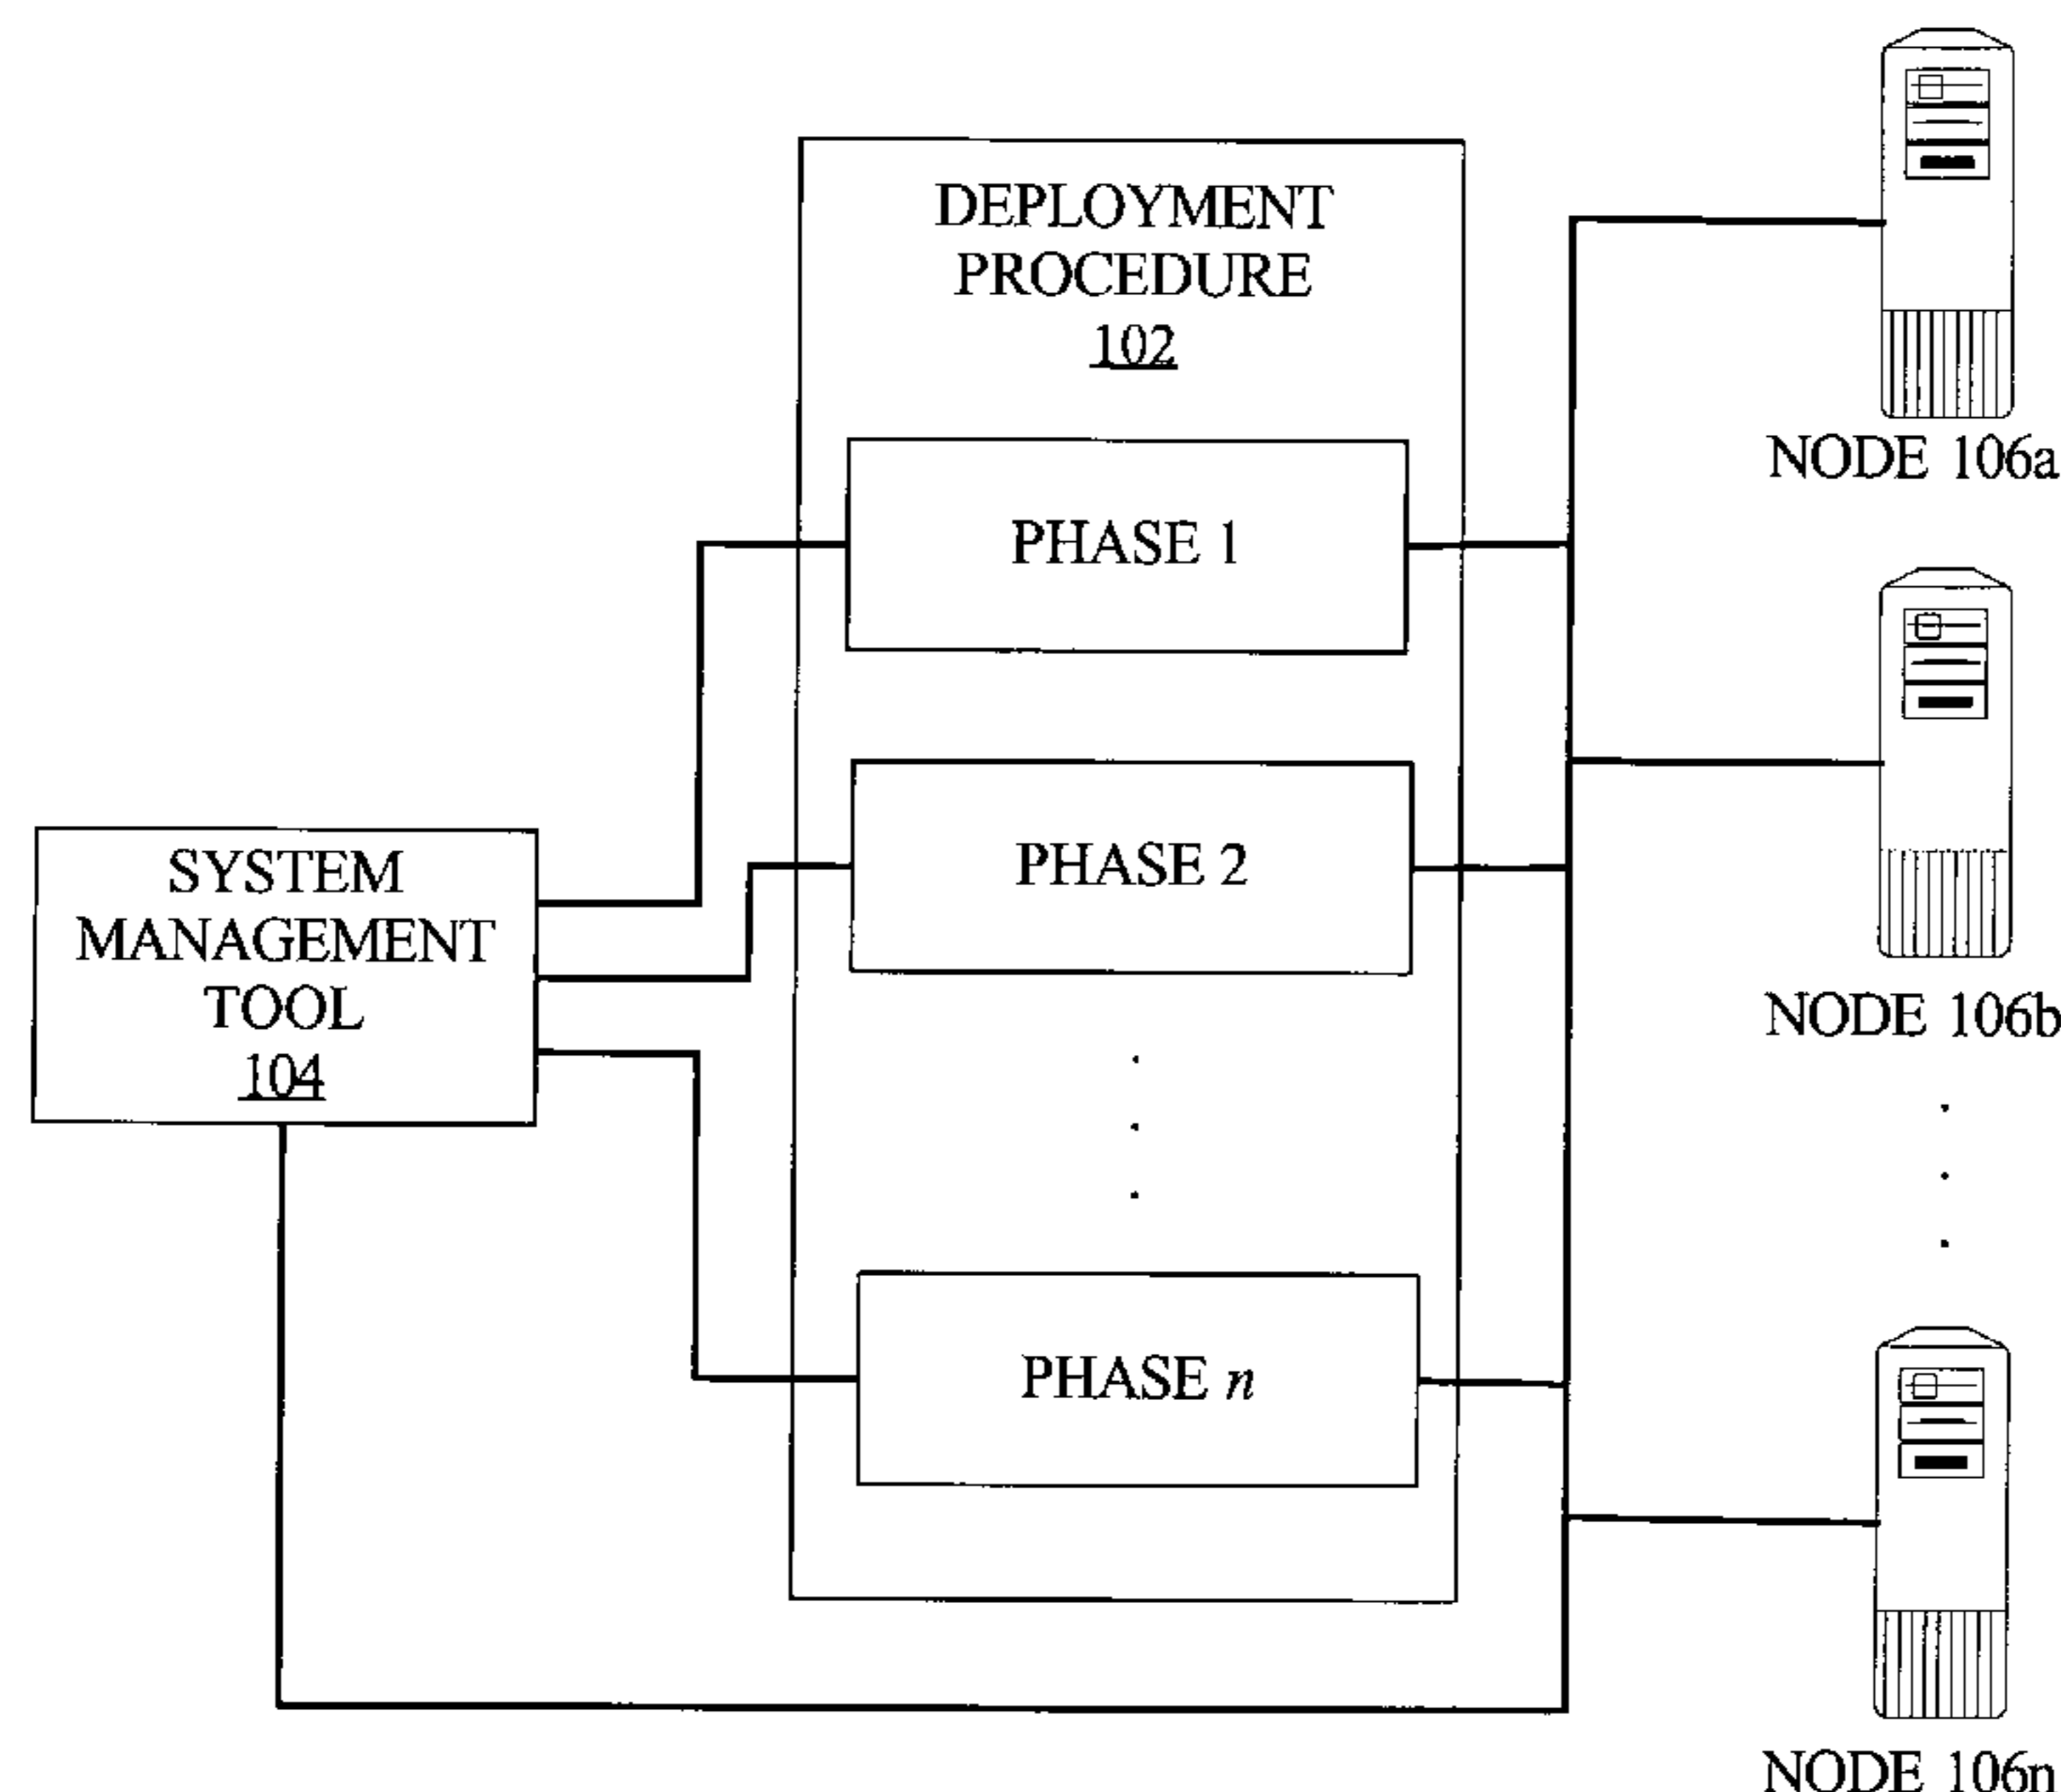 DEPLOYMENT
PROCEDURE
102
PHASE 1
PHASE 2
PHASE n
SYSTEM
MANAGEMENT
TOOL
104
NODE 106a
NODE 106b
NODE 106n